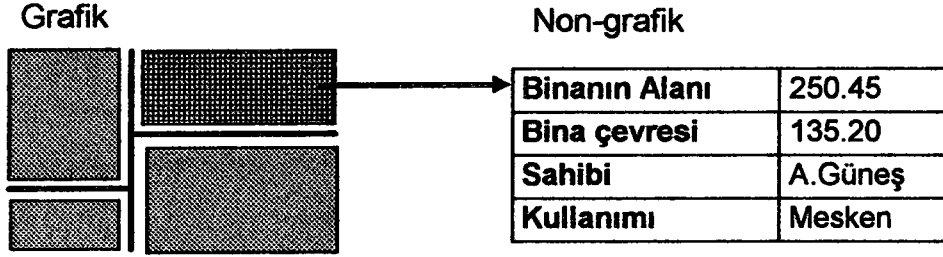 Grafik
Non-grafik
Binanın Alanı 250.45
Bina çevresi 135.20
Sahibi A.Güneş
Kullanımı Mesken